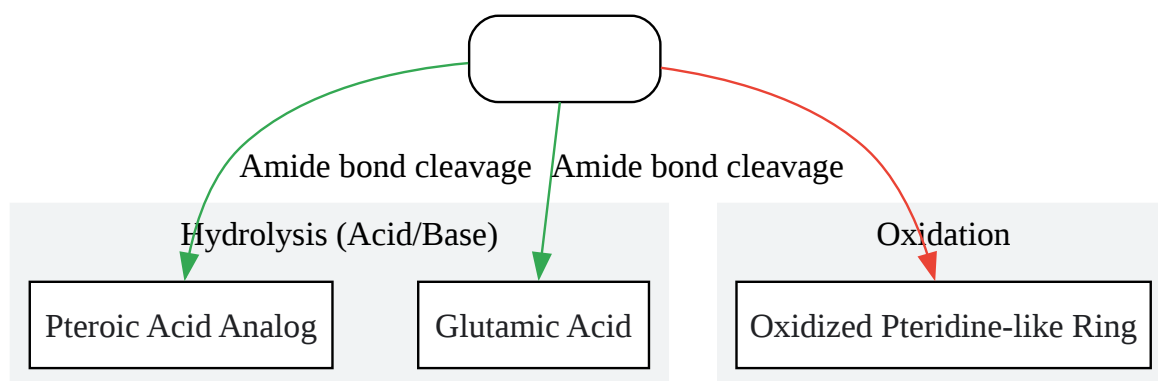 Amide bond cleavage
Amide bond cleavage
Hydrolysis (Acid/Base)
Oxidation
Pteroic Acid Analog
Glutamic Acid
Oxidized Pteridine-like Ring